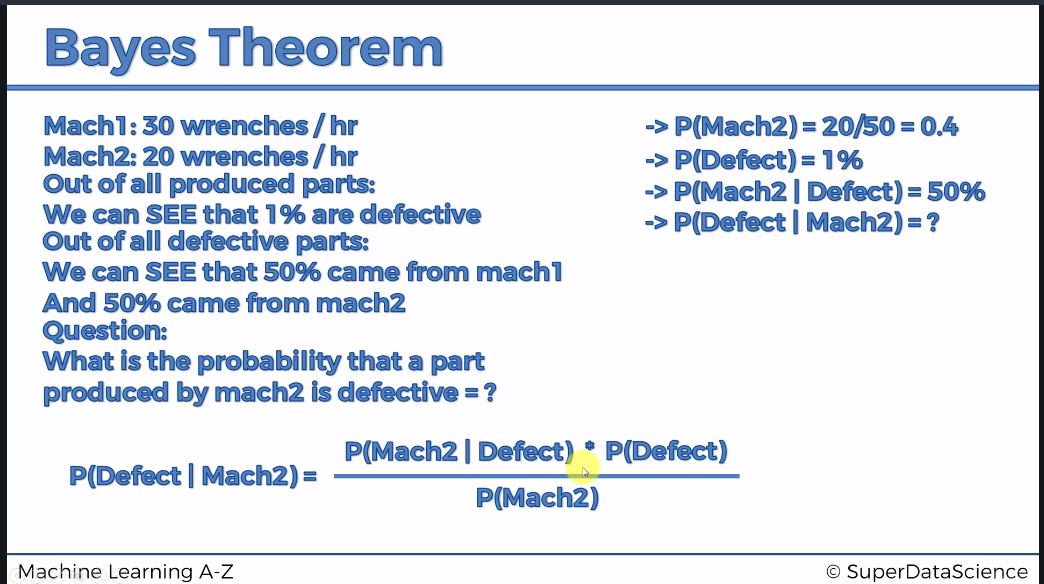 Bayes Theorem
Mach1: 30 wrenches / hr
Mach2: 20 wrenches / hr
Out of all produced parts:
We can SEE that 1% are defective
Out of all defective parts:
We can SEE that 50% came from mach1
And 50% came from mach2
Question:
What is the probability that a part
produced by mach2 is defective = ?
-> P(Mach2) = 20/50 = 0.4
-> P(Defect) = 1%
-> P(Mach2 | Defect) = 50%
-> P(Defect | Mach2) = ?
P(Mach2 | Defect) * P(Defect)
P(Defect | Mach2) =
P(Mach2)
Machine Learning A-Z
© SuperDataScience